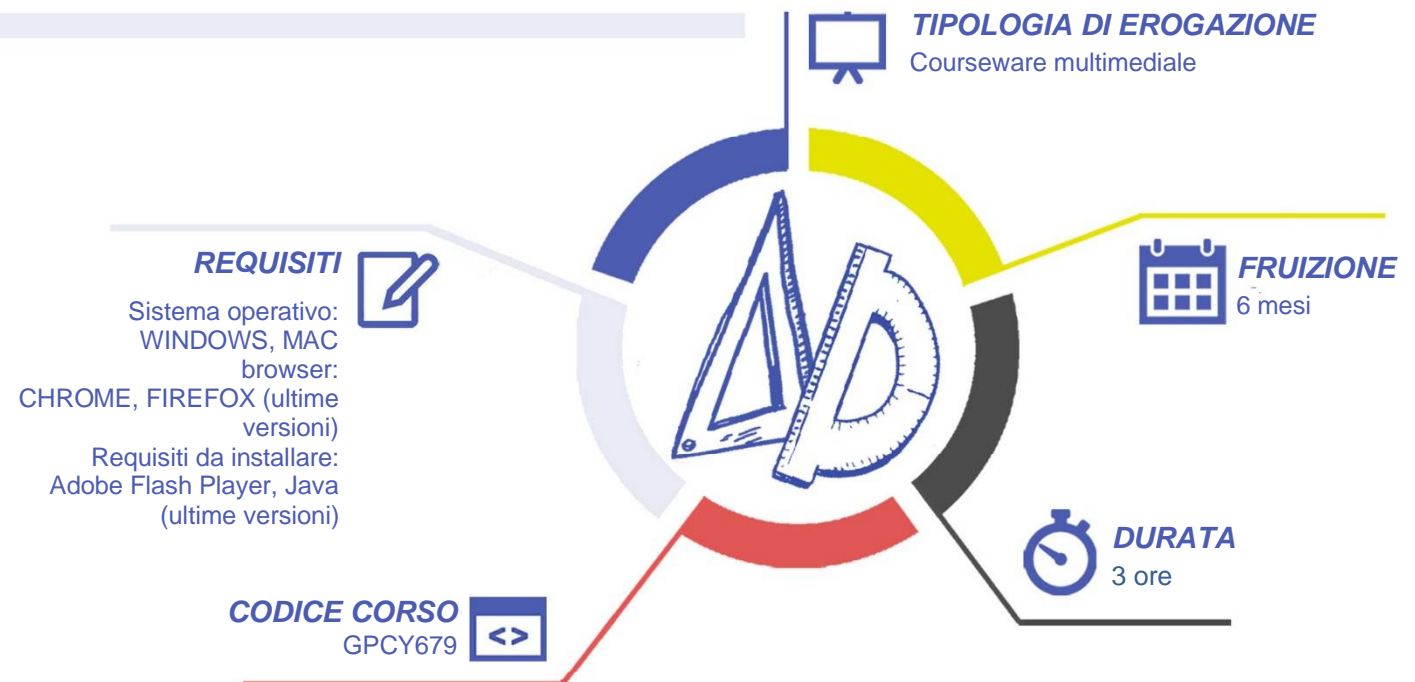 TIPOLOGIA DI EROGAZIONE
Courseware multimediale
REQUISITI
Sistema operativo:
WINDOWS, MAC
browser:
CHROME, FIREFOX (ultime
versioni)
Requisiti da installare:
Adobe Flash Player, Java
(ultime versioni)
FRUIZIONE
6 mesi
DURATA
3 ore
CODICE CORSO
GPCY679
<>